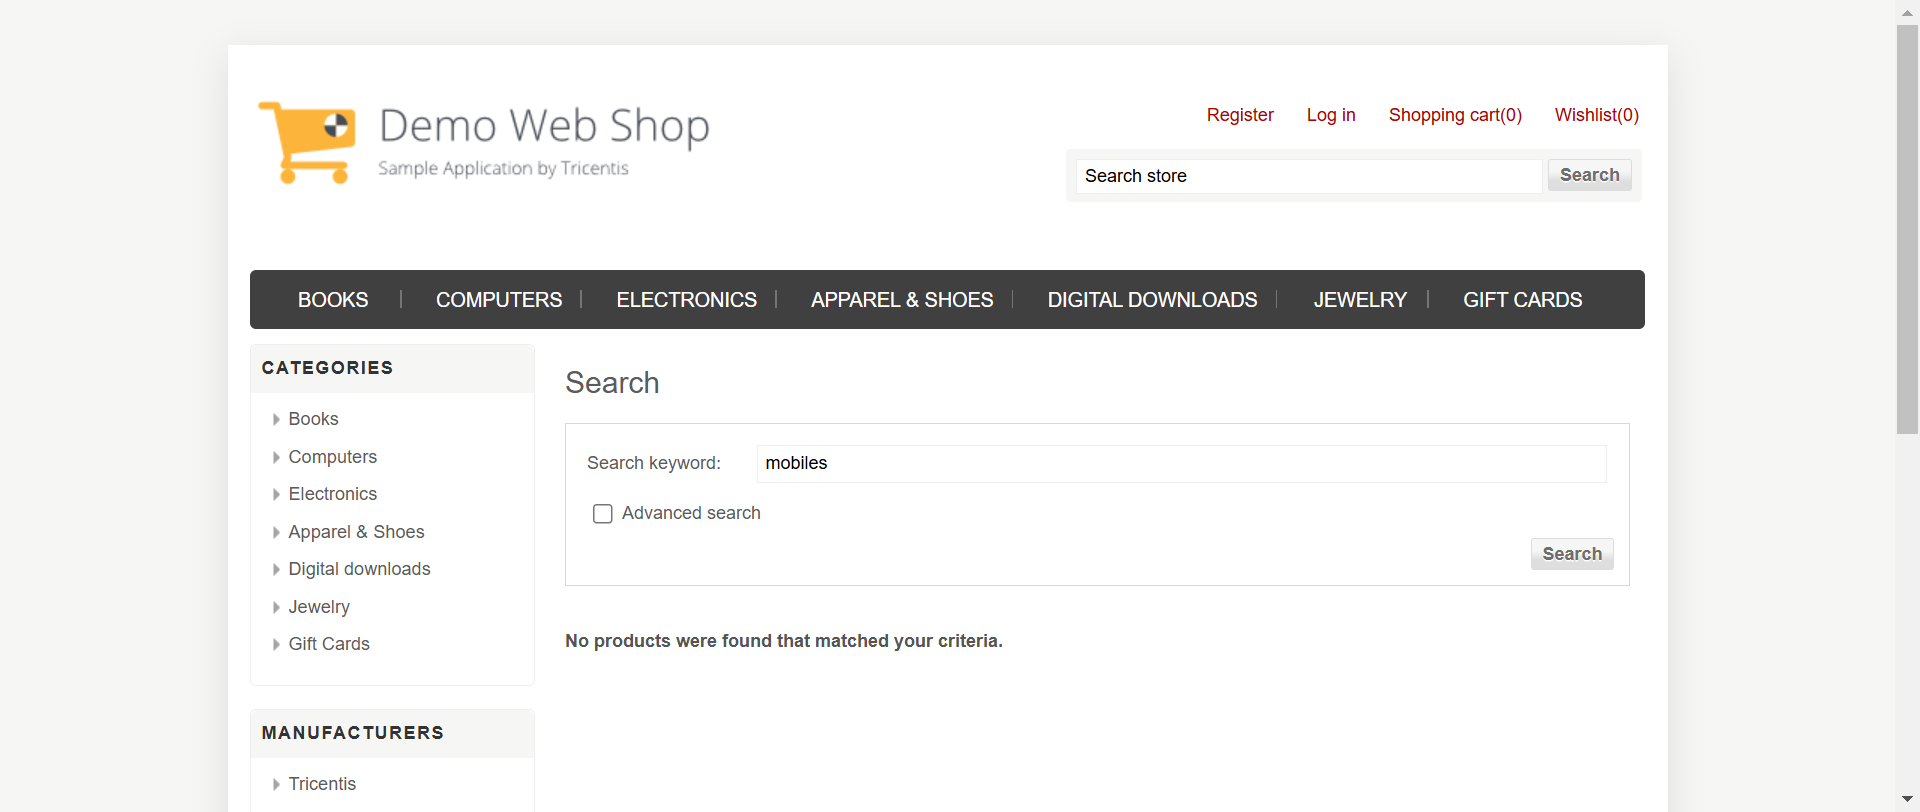 Demo Web Shop
Sample Application by Tricentis
Register Log in Shopping cart(0) Wishlist(0)
Search store Search
BOOKS COMPUTERS ELECTRONICS APPAREL & SHOES DIGITAL DOWNLOADS JEWELRY GIFT CARDS
CATEGORIES
Books
Computers
Electronics
Apparel & Shoes
Digital downloads
Jewelry
Gift Cards
MANUFACTURERS
Tricentis
Search
Search keyword: mobiles
Advanced search
Search
No products were found that matched your criteria.